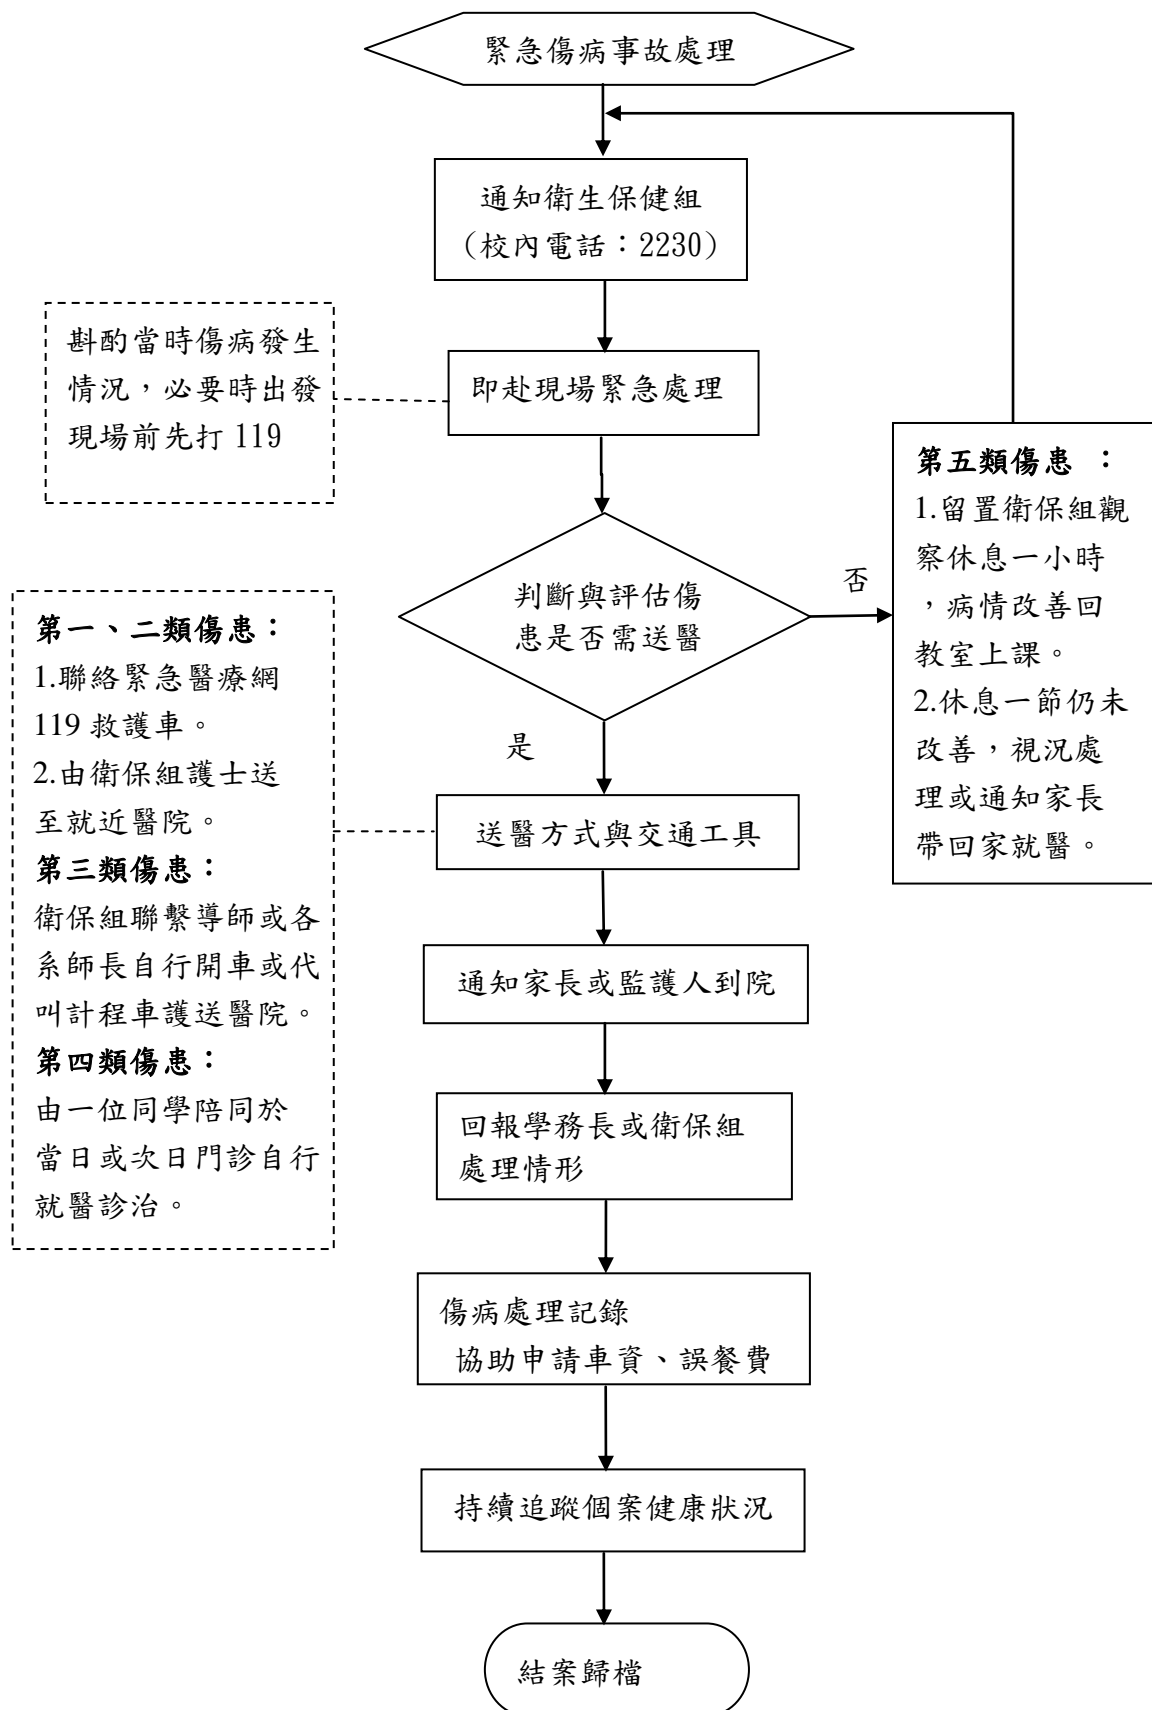 緊急傷病事故處理
通知衛生保健組
（校內電話：2230）
斟酌當時傷病發生
情況，必要時出發
現場前先打 119
即赴現場緊急處理
判斷與評估傷
患是否需送醫
否
第五類傷患 ：
1.留置衛保組觀
察休息一小時
，病情改善回
教室上課。
2.休息一節仍未
改善，視況處
理或通知家長
帶回家就醫。
是
第一、二類傷患：
1.聯絡緊急醫療網
119 救護車。
2.由衛保組護士送
至就近醫院。
第三類傷患：
衛保組聯繫導師或各
系師長自行開車或代
叫計程車護送醫院。
第四類傷患：
由一位同學陪同於
當日或次日門診自行
就醫診治。
送醫方式與交通工具
通知家長或監護人到院
回報學務長或衛保組
處理情形
傷病處理記錄
協助申請車資、誤餐費
持續追蹤個案健康狀況
結案歸檔